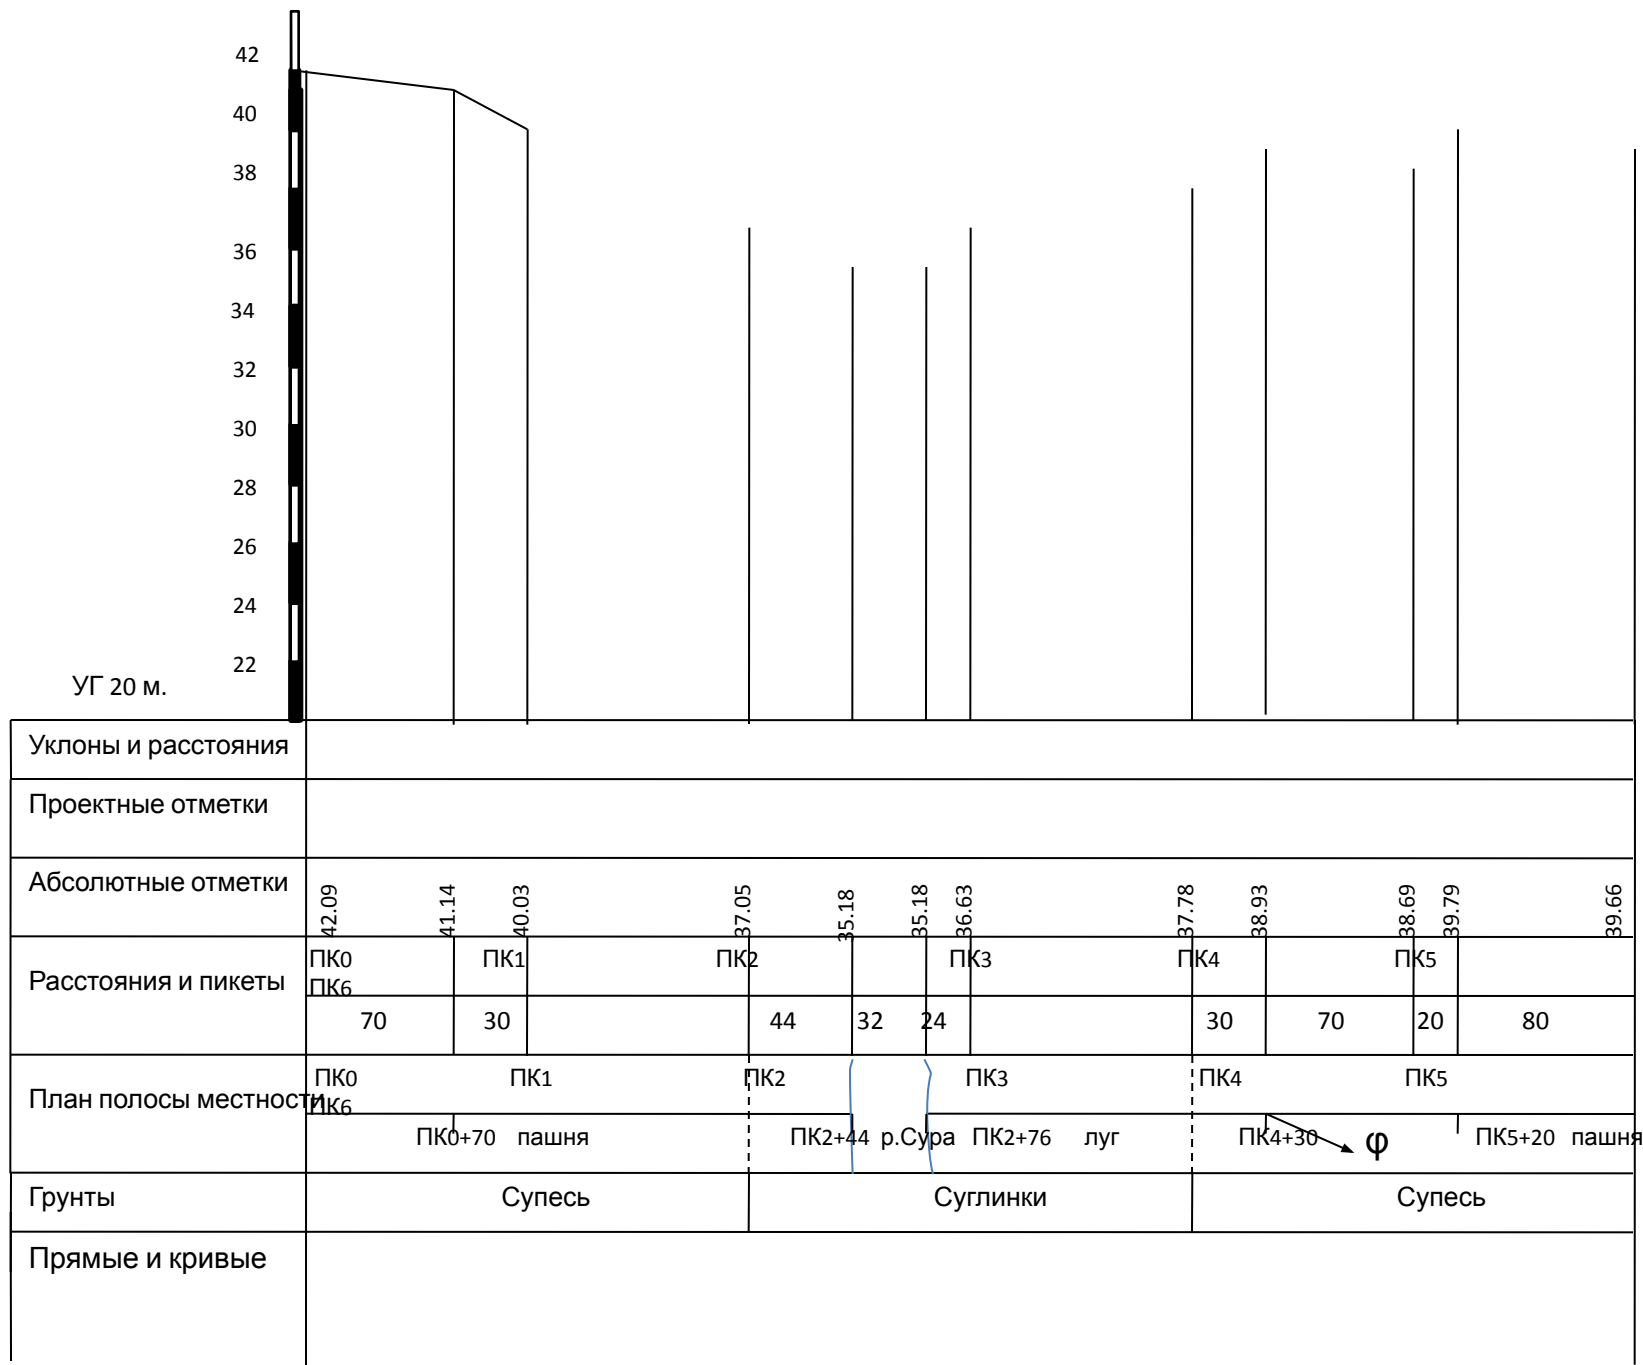 42
40
38
36
34
32
30
28
26
24
22
УГ 20 м.
Уклоны и расстояния
Проектные отметки
Абсолютные отметки
42.09
41.14
40.03
37.05
35.18
35.18
36.63
37.78
38.93
38.69
39.79
39.66
Расстояния и пикеты
ПК0 ПК1 ПК2 ПК3 ПК4 ПК5
ПК6
70 30 44 32 24 30 70 20 80
План полосы местности
ПК0 ПК1 ПК2 ПК3 ПК4 ПК5
ПК6
ПК0+70 пашня ПК2+44 р.Сура ПК2+76 луг ПК4+30 φ ПК5+20 пашня
Грунты Супесь Суглинки Супесь
Прямые и кривые